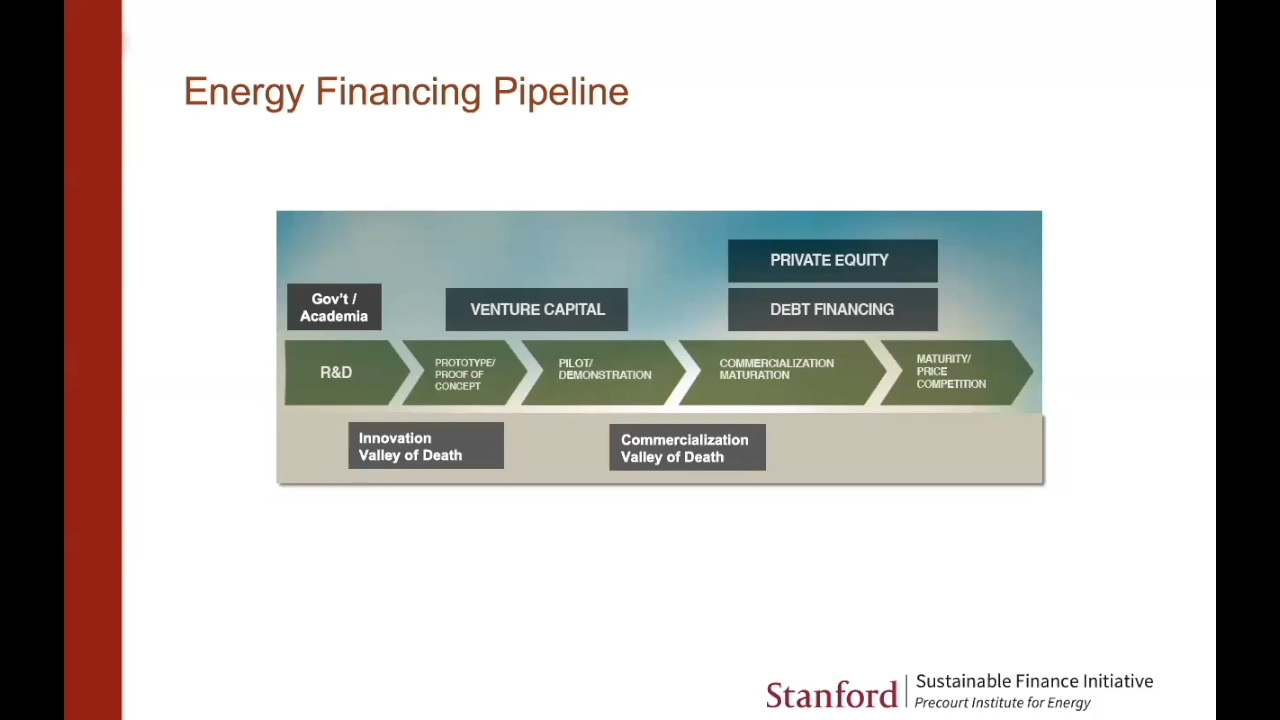 Energy Financing Pipeline
PRIVATE EQUITY
Gov't /
Academia
VENTURE CAPITAL
DEBT FINANCING
R&D
PROTOTYPE/
PROOF OF
CONCEPT
PILOT/
DEMONSTRATION
COMMERCIALIZATION
MATURATION
MATURITY/
PRICE
COMPETITION
Innovation
Valley of Death
Commercialization
Valley of Death
Stanford
Sustainable Finance Initiative
Precourt Institute for Energy